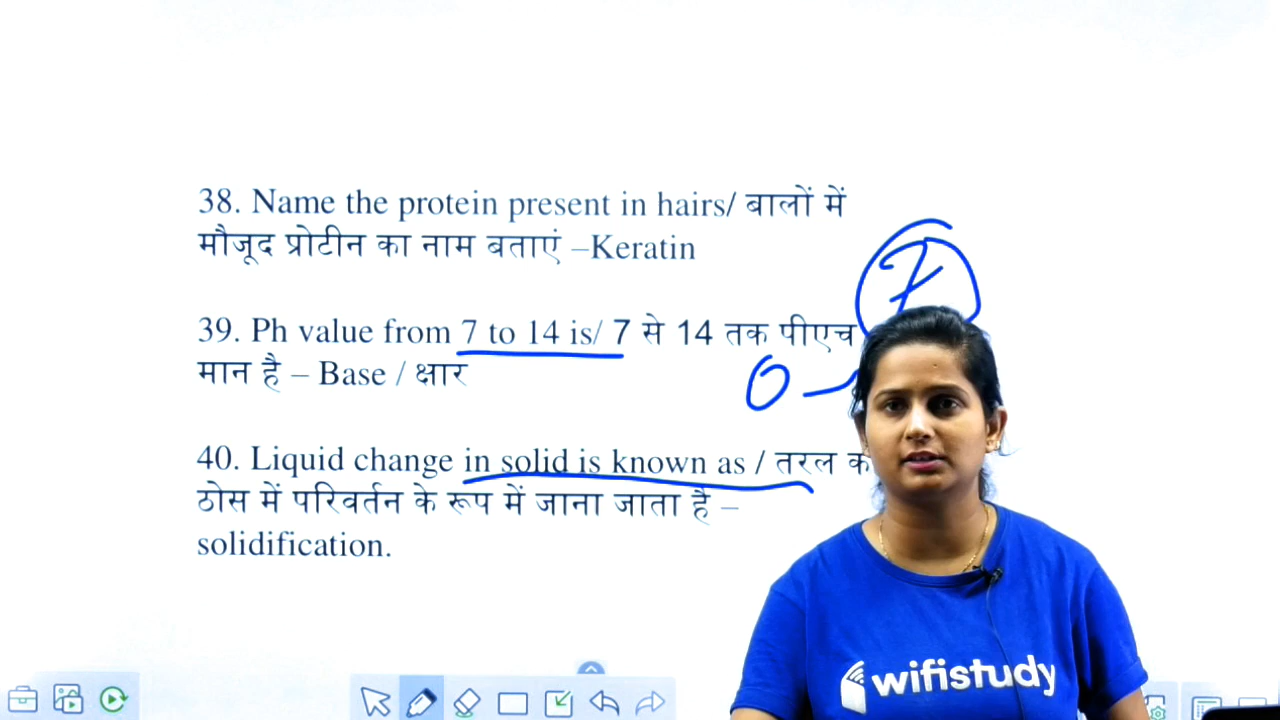 38. Name the protein present in hairs/ बालों में
मौजूद प्रोटीन का नाम बताएं –Keratin
7
39. Ph value from 7 to 14 is/ 7 से 14 तक पीएच
मान है – Base / क्षार
0 –
40. Liquid change in solid is known as / तरल क
ठोस में परिवर्तन के रूप में जाना जाता है –
solidification.
wifistudy